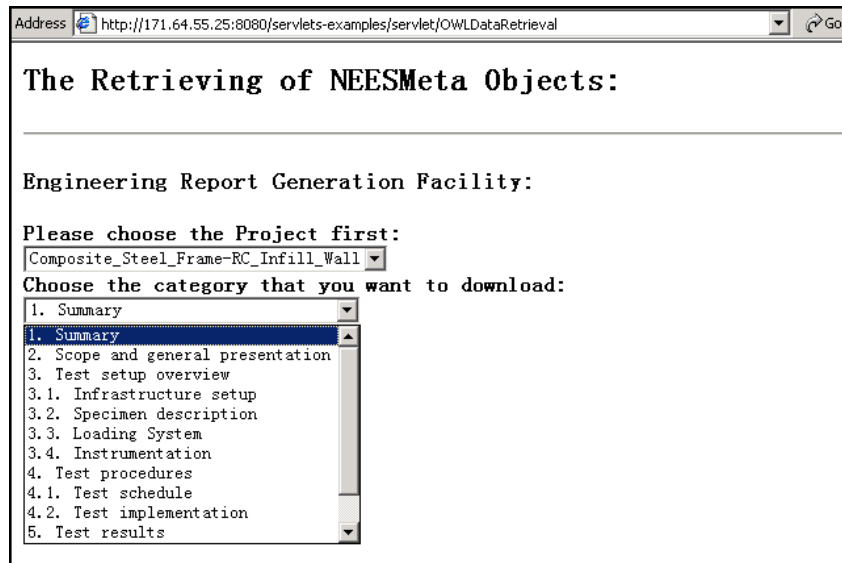 Address http://171.64.55.25:8080/servlets-examples/servlet/OWLDataRetrieval Go
The Retrieving of NEESMeta Objects:
Engineering Report Generation Facility:
Please choose the Project first:
Composite_Steel_Frame-RC_Infill_Wall
Choose the category that you want to download:
1. Summary
1. Summary
2. Scope and general presentation
3. Test setup overview
3.1. Infrastructure setup
3.2. Specimen description
3.3. Loading System
3.4. Instrumentation
4. Test procedures
4.1. Test schedule
4.2. Test implementation
5. Test results